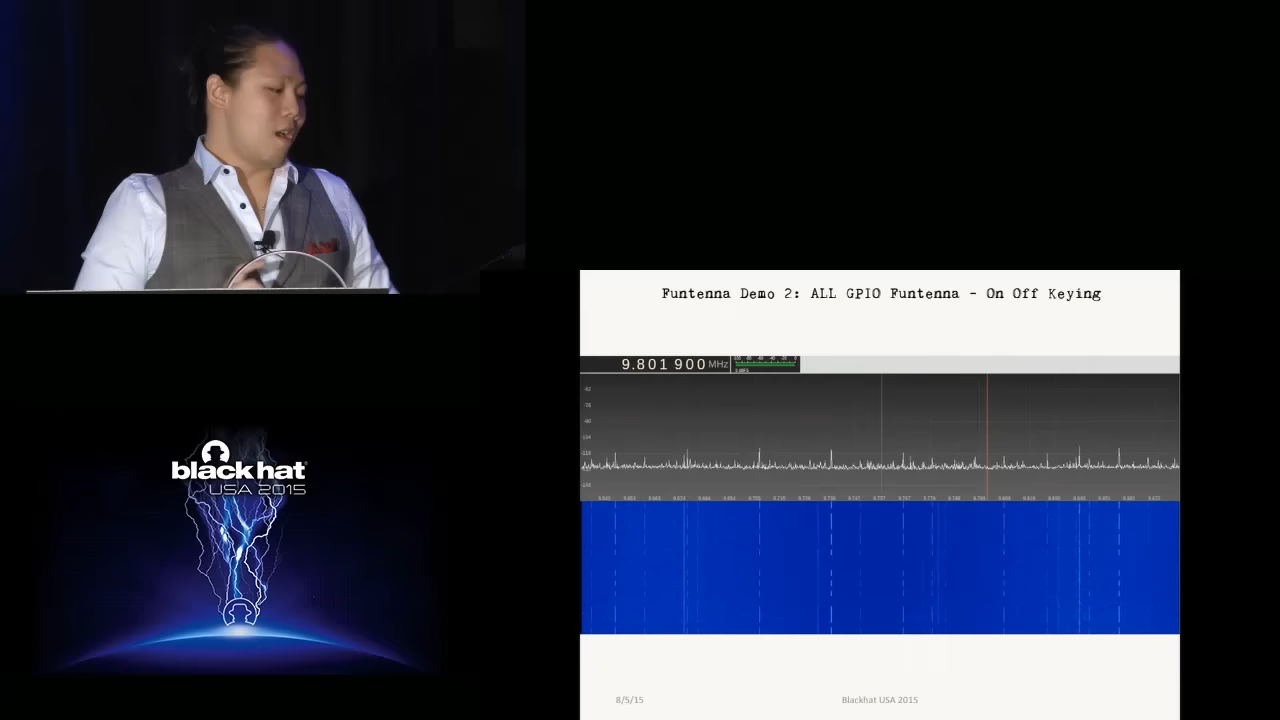 Funtenna Demo 2: ALL GPIO Funtenna - On Off Keying
9.801 900 MHz
black hat
USA 2015
8/5/15
Blackhat USA 2015